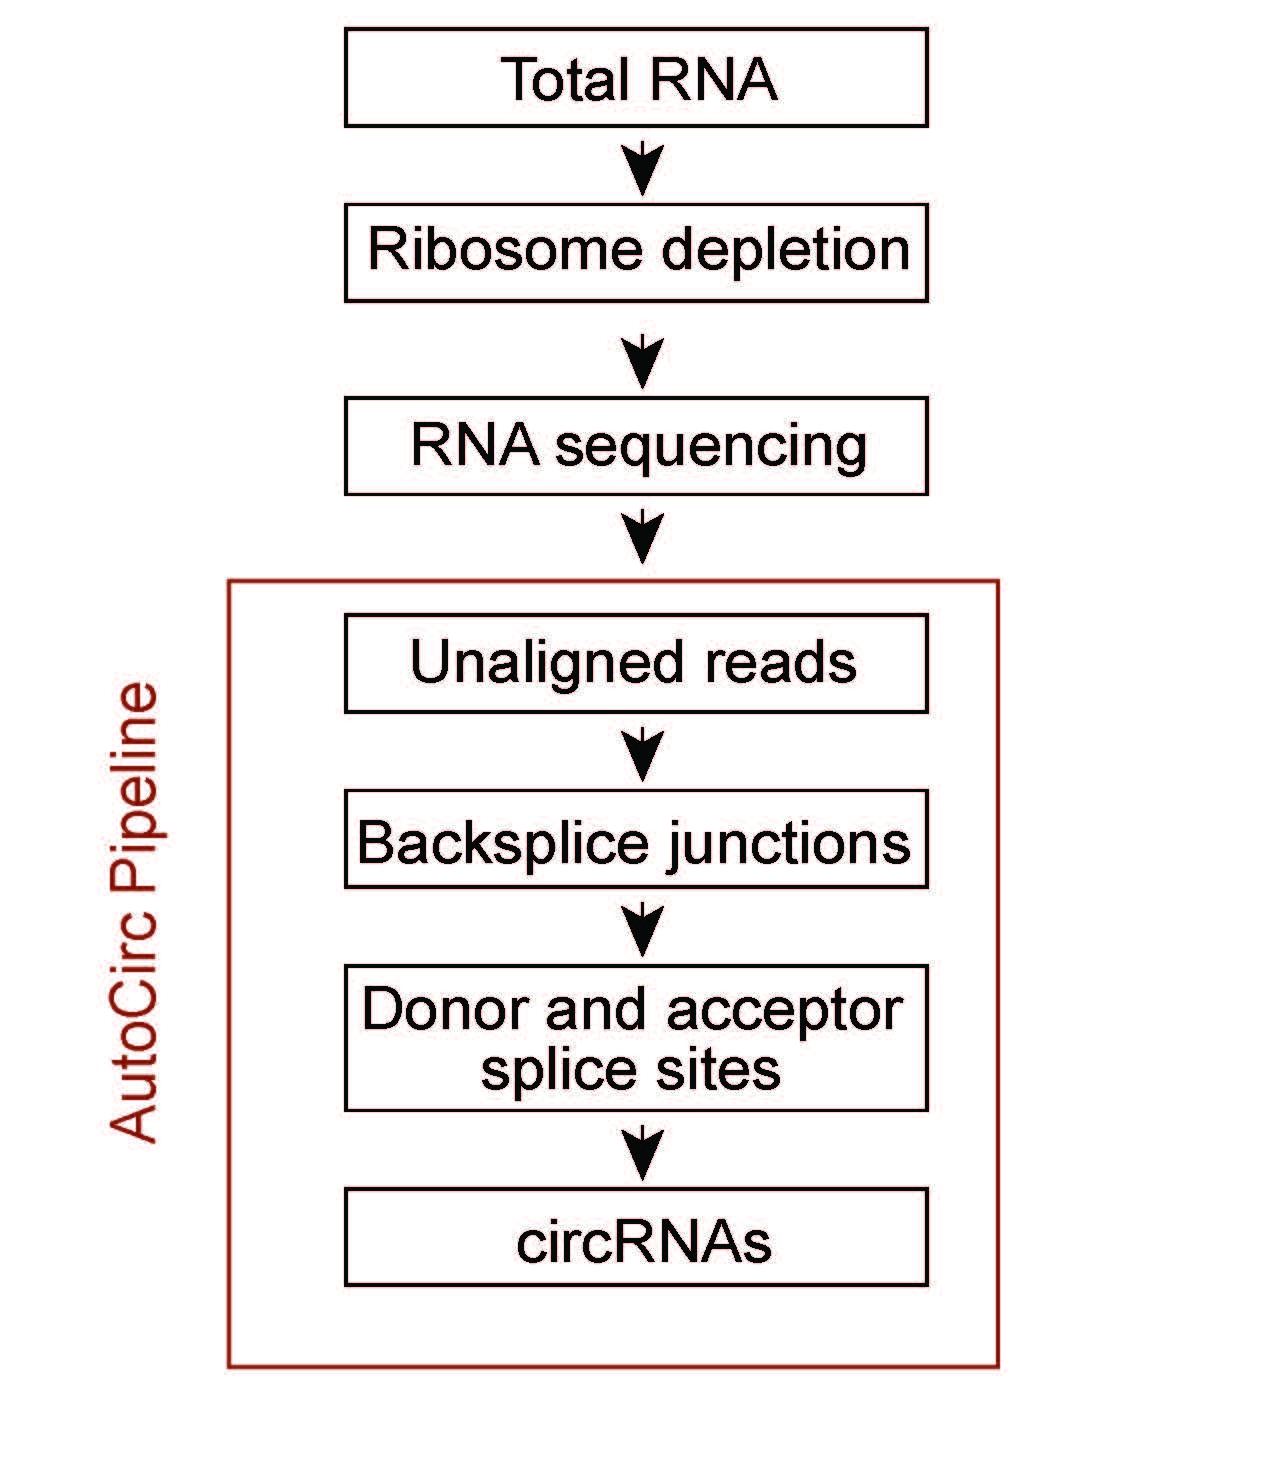 Total RNA
Ribosome depletion
RNA sequencing
AutoCirc Pipeline
Unaligned reads
Backsplice junctions
Donor and acceptor
splice sites
circRNAs